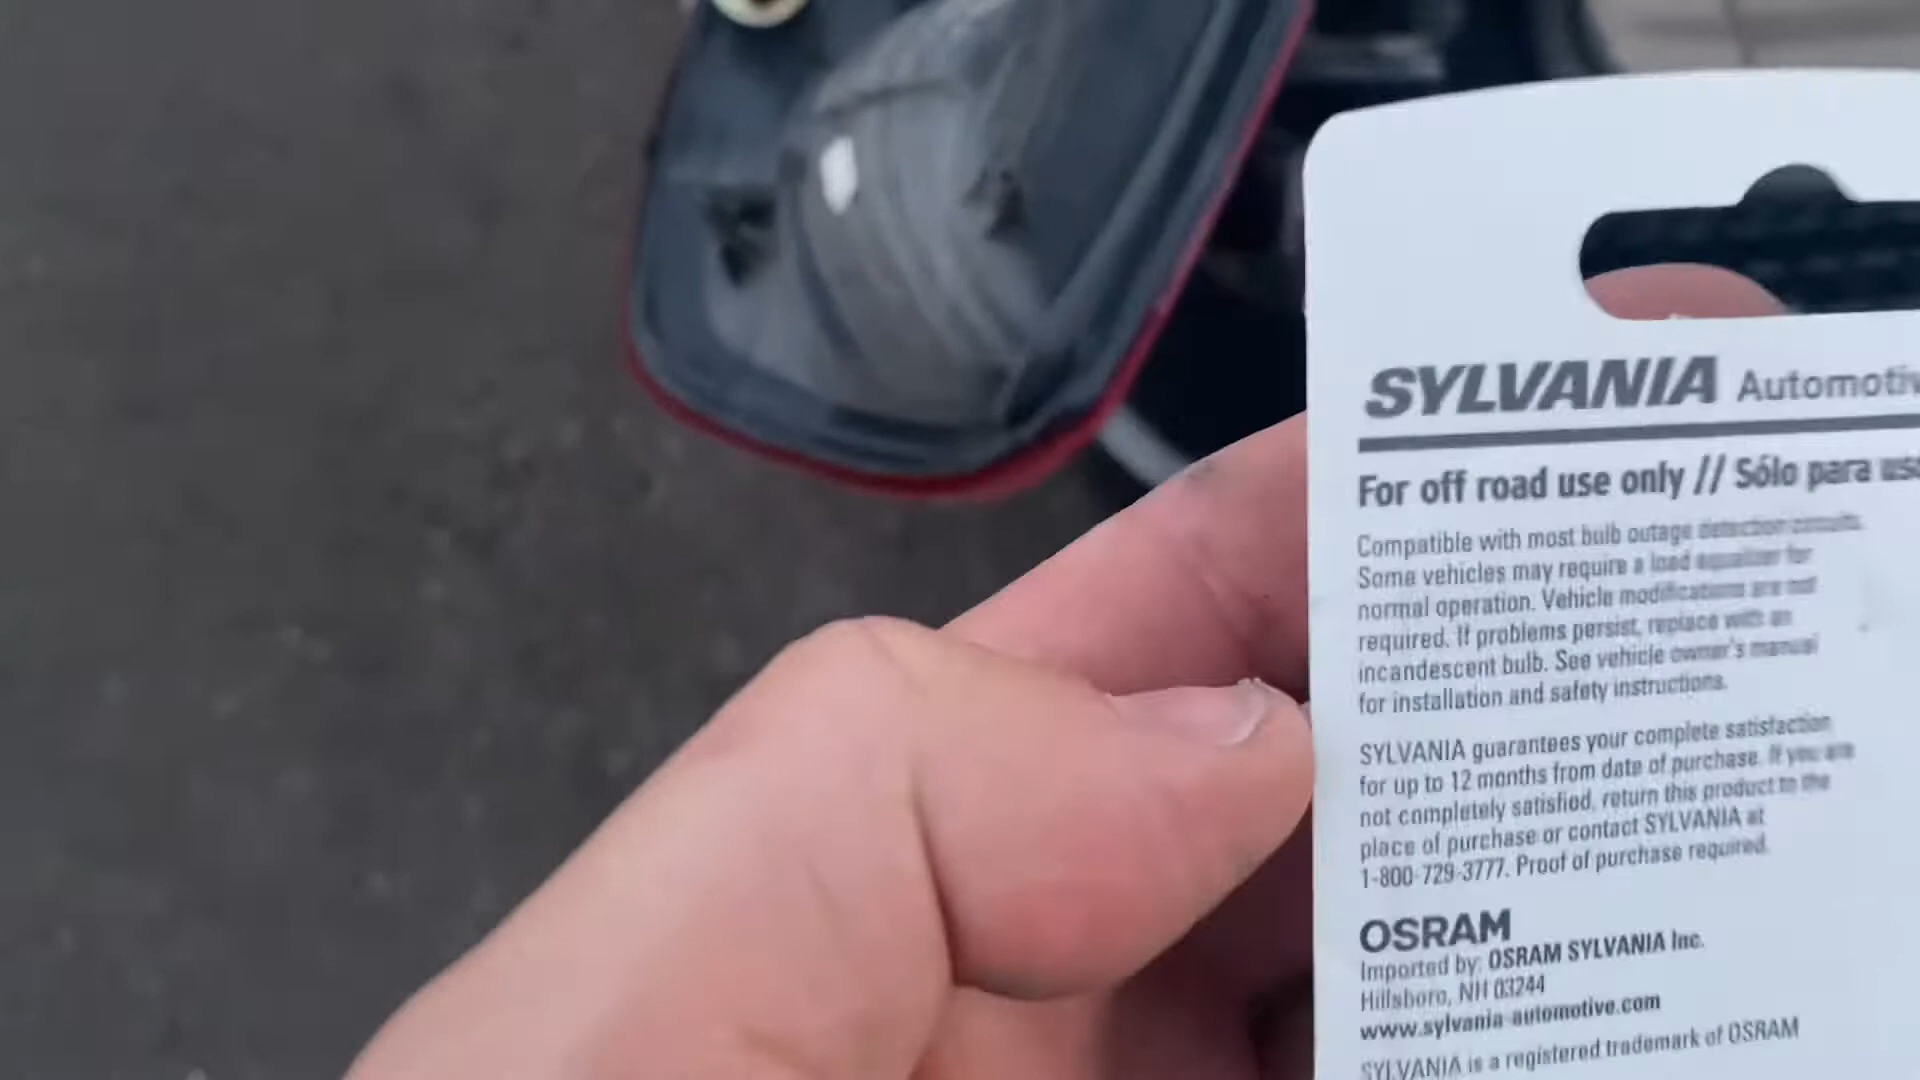 SYLVANIA Automotiv
For off road use only // Sólo para uso
Compatible with most bulb outage detection circuits.
Some vehicles may require a load equalizer for
normal operation. Vehicle modifications are not
required. If problems persist, replace with an
incandescent bulb. See vehicle owner's manual
for installation and safety instructions.
SYLVANIA guarantees your complete satisfaction
for up to 12 months from date of purchase. If you are
not completely satisfied, return this product to the
place of purchase or contact SYLVANIA at
1-800-729-3777. Proof of purchase required.
OSRAM
Imported by: OSRAM SYLVANIA Inc.
Hillsboro, NH 03244
www.sylvania-automotive.com
SYLVANIA is a registered trademark of OSRAM